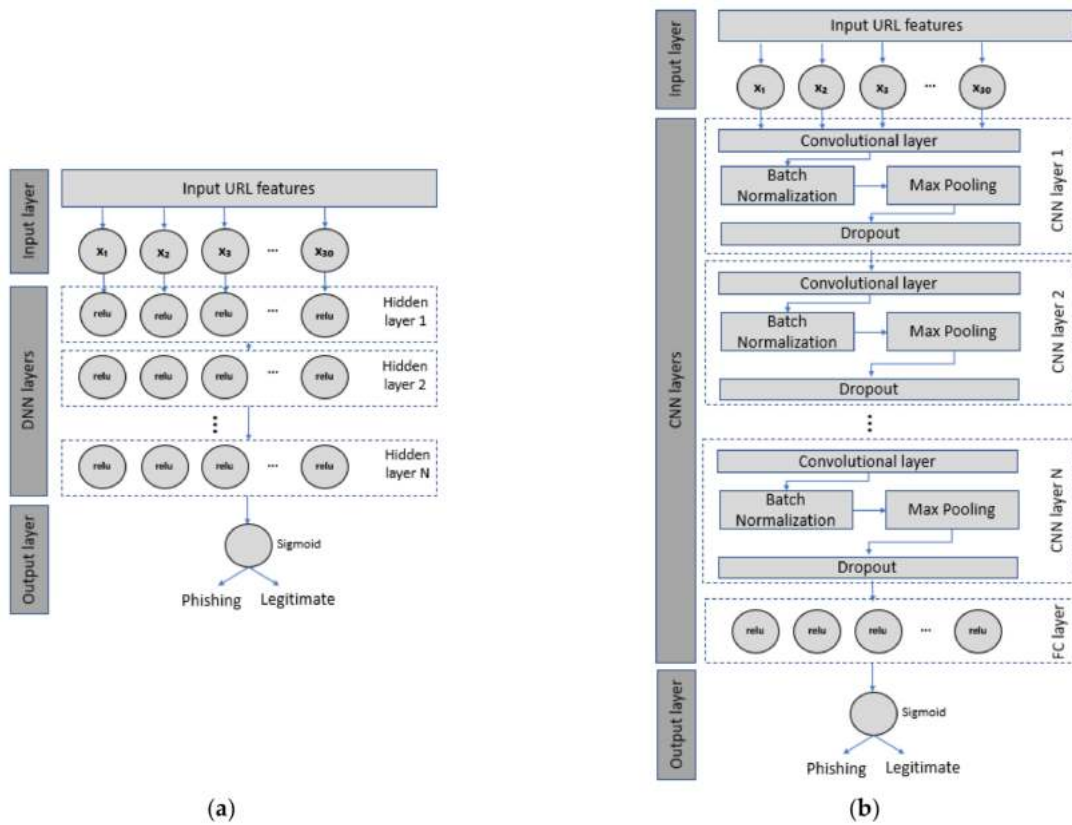 Input layer
Input URL features
x₁ x₂ x₃ ... x₃₀
DNN layers
relu relu relu ... relu
Hidden
layer 1
relu relu relu ... relu
Hidden
layer 2
...
relu relu relu ... relu
Hidden
layer N
Output layer
Sigmoid
Phishing Legitimate
(a)
Input layer
Input URL features
x₁ x₂ x₃ ... x₃₀
CNN layers
Convolutional layer
Batch
Normalization
Max Pooling
Dropout
CNN layer 1
Convolutional layer
Batch
Normalization
Max Pooling
Dropout
CNN layer 2
...
Convolutional layer
Batch
Normalization
Max Pooling
Dropout
CNN layer N
relu relu relu ... relu
FC layer
Output layer
Sigmoid
Phishing Legitimate
(b)